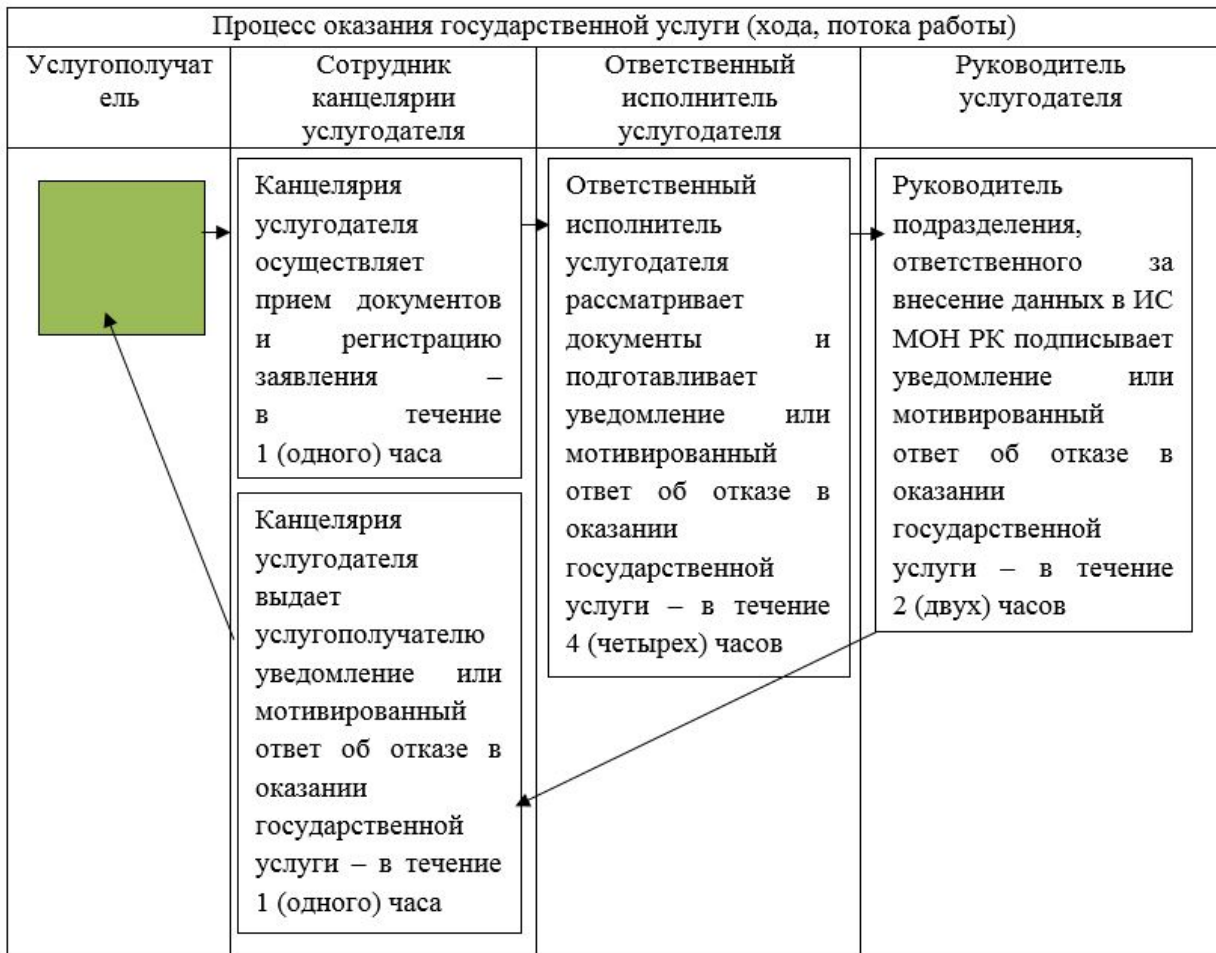 Процесс оказания государственной услуги (хода, потока работы)
Услугополучат
ель
Сотрудник
канцелярии
услугодателя
Ответственный
исполнитель
услугодателя
Руководитель
услугодателя
Канцелярия
услугодателя
осуществляет
прием документов
и регистрацию
заявления –
в течение
1 (одного) часа
Канцелярия
услугодателя
выдает
услугополучателю
уведомление или
мотивированный
ответ об отказе в
оказании
государственной
услуги – в течение
1 (одного) часа
Ответственный
исполнитель
услугодателя
рассматривает
документы и
подготавливает
уведомление или
мотивированный
ответ об отказе в
оказании
государственной
услуги – в течение
4 (четырех) часов
Руководитель
подразделения,
ответственного за
внесение данных в ИС
МОН РК подписывает
уведомление или
мотивированный
ответ об отказе в
оказании
государственной
услуги – в течение
2 (двух) часов